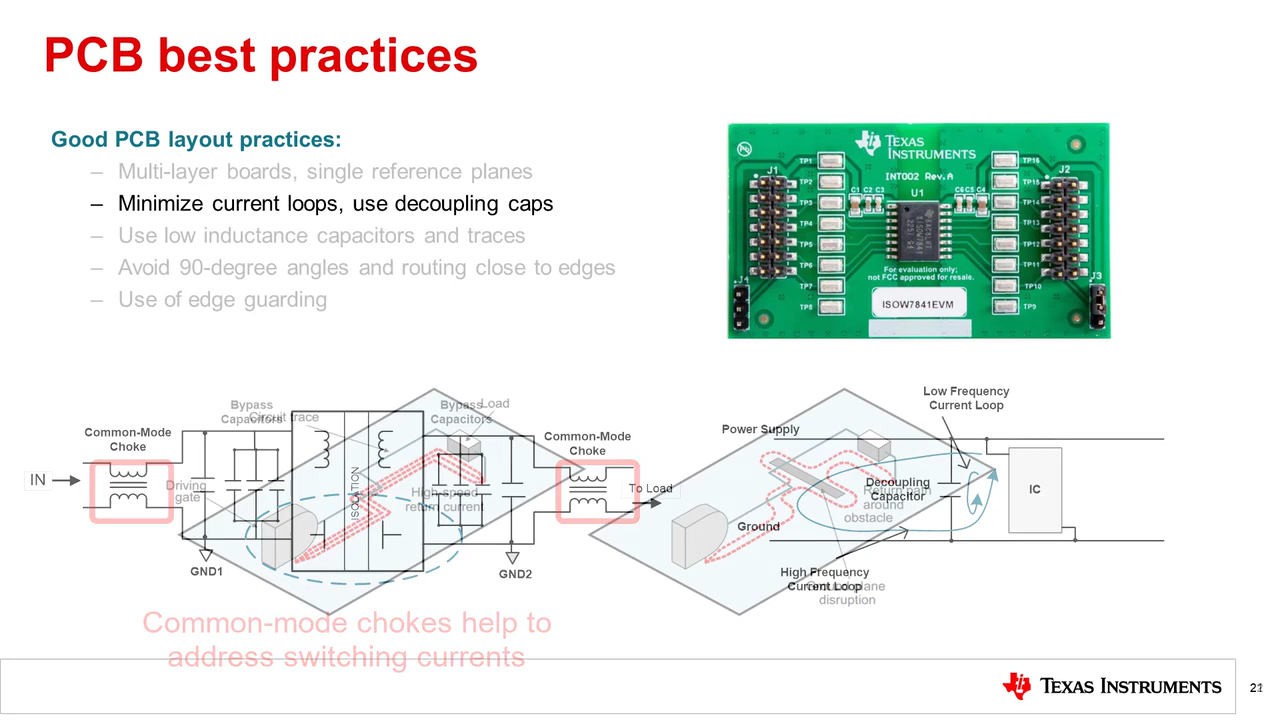 PCB best practices
Good PCB layout practices:
– Multi-layer boards, single reference planes
– Minimize current loops, use decoupling caps
– Use low inductance capacitors and traces
– Avoid 90-degree angles and routing close to edges
– Use of edge guarding
TEXAS
INSTRUMENTS
INT002 Rev.A
U1
J1
J2
J3
J4
TP1
TP2
TP3
TP4
TP5
TP6
TP7
TP8
TP16
TP15
TP14
TP13
TP12
TP11
TP10
TP9
C1 C2 C3
C6 C5 C4
For evaluation only;
not FCC approved for resale.
ISOW7841EVM
Bypass
Capacitors
Circuit trace
Bypass
Capacitors
Load
Common-Mode
Choke
Common-Mode
Choke
IN
Driving
gate
ISOLATION
High-speed
return current
To Load
GND1
GND2
Common-mode chokes help to
address switching currents
Low Frequency
Current Loop
Power Supply
Decoupling
Capacitor
Return path
around
obstacle
IC
Ground
High Frequency
Current Loop
Ground plane
disruption
TEXAS INSTRUMENTS